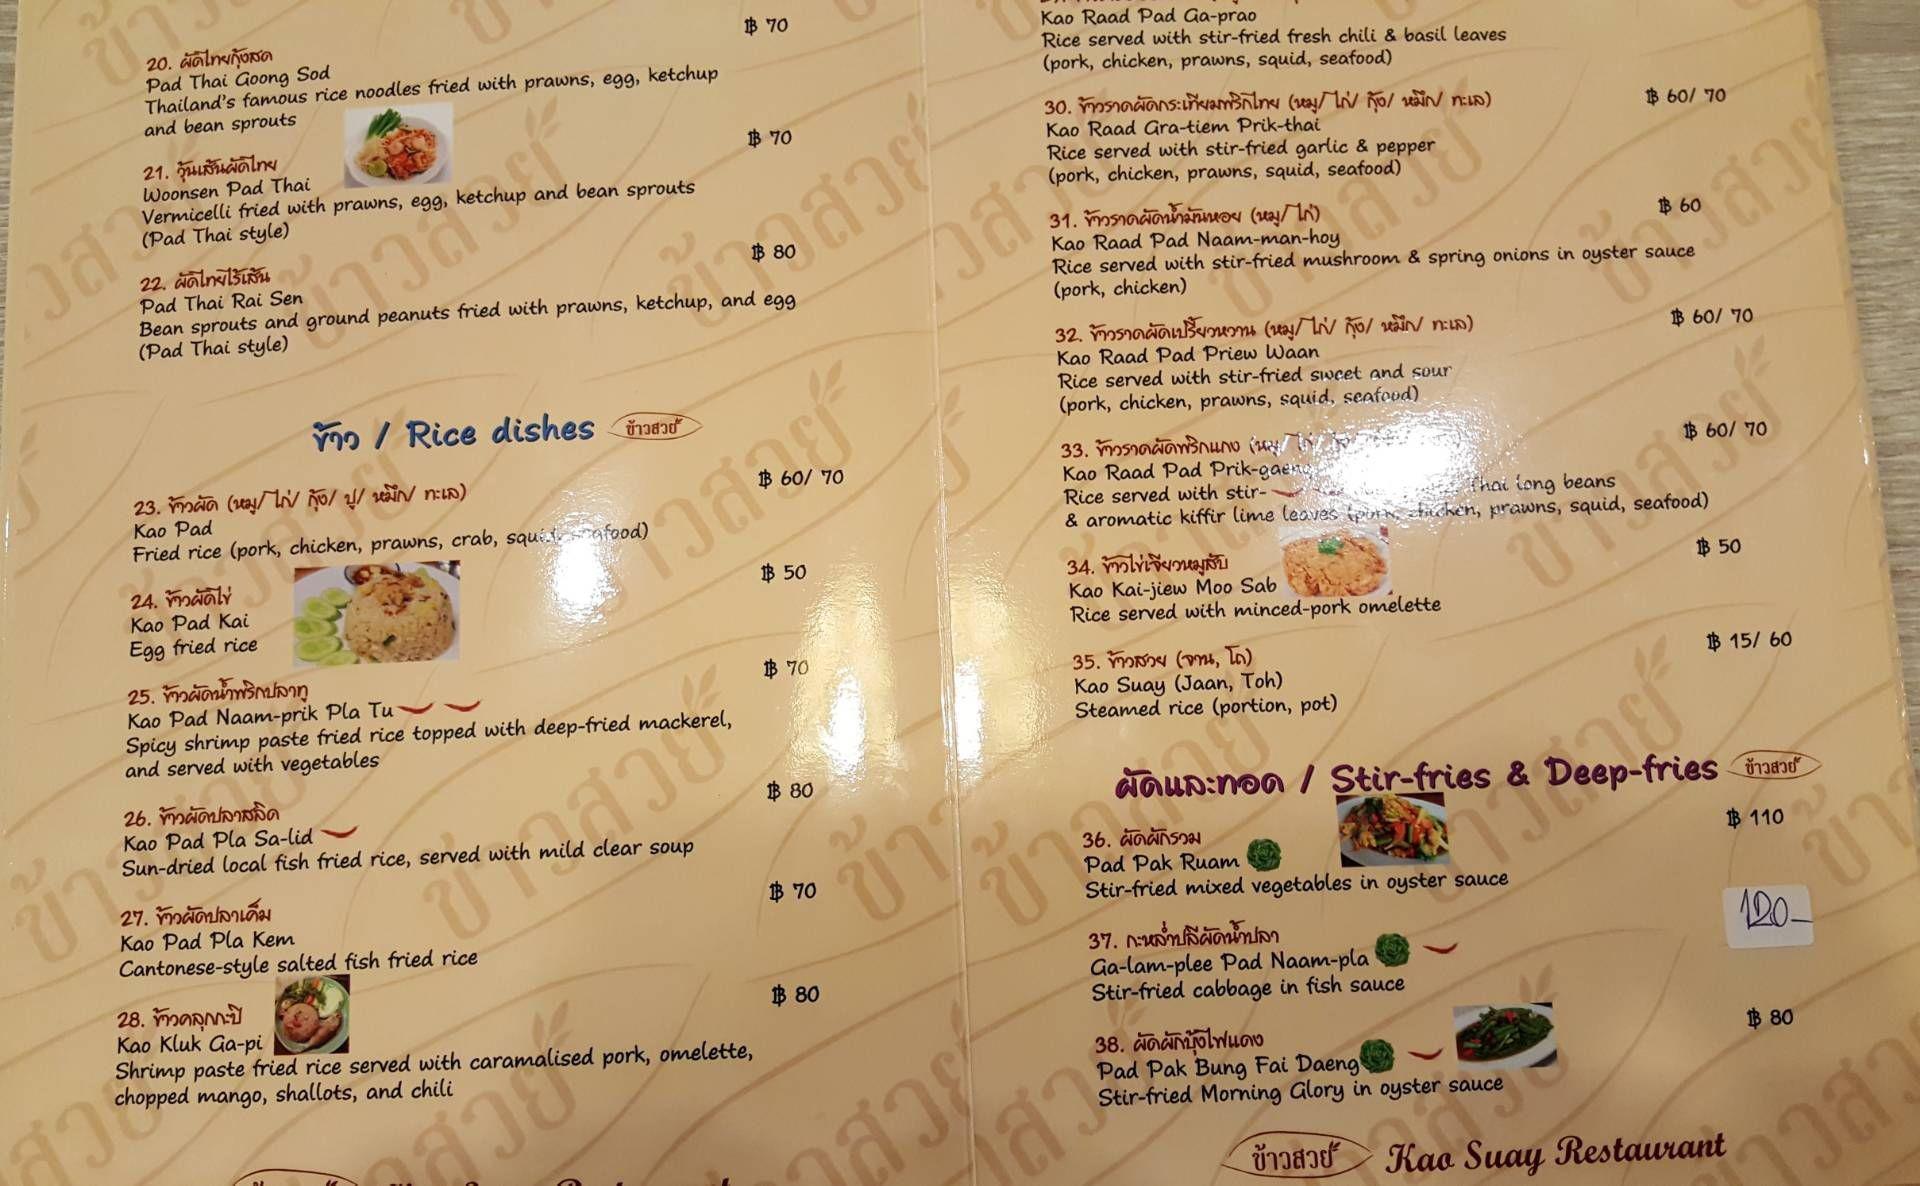 ฿ 70
20. ผัดไทยกุ้งสด
Pad Thai Goong Sod
Thailand's famous rice noodles fried with prawns, egg, ketchup
and bean sprouts
฿ 70
21. วุ้นเส้นผัดไทย
Woonsen Pad Thai
Vermicelli fried with prawns, egg, ketchup and bean sprouts
(Pad Thai style)
฿ 80
22. ผัดไทยไร้เส้น
Pad Thai Rai Sen
Bean sprouts and ground peanuts fried with prawns, ketchup, and egg
(Pad Thai style)
ข้าว / Rice dishes ข้าวสวย
฿ 60/ 70
23. ข้าวผัด (หมู/ ไก่/ กุ้ง/ ปู/ หมึก/ ทะเล)
Kao Pad
Fried rice (pork, chicken, prawns, crab, squid, seafood)
฿ 50
24. ข้าวผัดไข่
Kao Pad Kai
Egg fried rice
฿ 70
25. ข้าวผัดน้ำพริกปลาทู
Kao Pad Naam-prik Pla Tu
Spicy shrimp paste fried rice topped with deep-fried mackerel,
and served with vegetables
฿ 80
26. ข้าวผัดปลาสลิด
Kao Pad Pla Sa-lid
Sun-dried local fish fried rice, served with mild clear soup
฿ 70
27. ข้าวผัดปลาเค็ม
Kao Pad Pla Kem
Cantonese-style salted fish fried rice
฿ 80
28. ข้าวคลุกกะปิ
Kao Kluk Ga-pi
Shrimp paste fried rice served with caramalised pork, omelette,
chopped mango, shallots, and chili
Kao Raad Pad Ga-prao
Rice served with stir-fried fresh chili & basil leaves
(pork, chicken, prawns, squid, seafood)
30. ข้าวราดผัดกระเทียมพริกไทย (หมู/ ไก่/ กุ้ง/ หมึก/ ทะเล) ฿ 60/ 70
Kao Raad Gra-tiem Prik-thai
Rice served with stir-fried garlic & pepper
(pork, chicken, prawns, squid, seafood)
31. ข้าวราดผัดน้ำมันหอย (หมู/ ไก่) ฿ 60
Kao Raad Pad Naam-man-hoy
Rice served with stir-fried mushroom & spring onions in oyster sauce
(pork, chicken)
32. ข้าวราดผัดเปรี้ยวหวาน (หมู/ ไก่/ กุ้ง/ หมึก/ ทะเล) ฿ 60/ 70
Kao Raad Pad Priew Waan
Rice served with stir-fried sweet and sour
(pork, chicken, prawns, squid, seafood)
33. ข้าวราดผัดพริกแกง (หมู/ ไก่/ ฿ 60/ 70
Kao Raad Pad Prik-gaeng
Rice served with stir- Thai long beans
& aromatic kiffir lime leaves (pork, chicken, prawns, squid, seafood)
34. ข้าวไข่เจียวหมูสับ ฿ 50
Kao Kai-jiew Moo Sab
Rice served with minced-pork omelette
35. ข้าวสวย (จาน, โถ) ฿ 15/ 60
Kao Suay (Jaan, Toh)
Steamed rice (portion, pot)
ผัดและทอด / Stir-fries & Deep-fries ข้าวสวย
36. ผัดผักรวม ฿ 110
Pad Pak Ruam
Stir-fried mixed vegetables in oyster sauce
37. กะหล่ำปลีผัดน้ำปลา 120-
Ga-lam-plee Pad Naam-pla
Stir-fried cabbage in fish sauce
38. ผัดผักบุ้งไฟแดง ฿ 80
Pad Pak Bung Fai Daeng
Stir-fried Morning Glory in oyster sauce
ข้าวสวย Kao Suay Restaurant